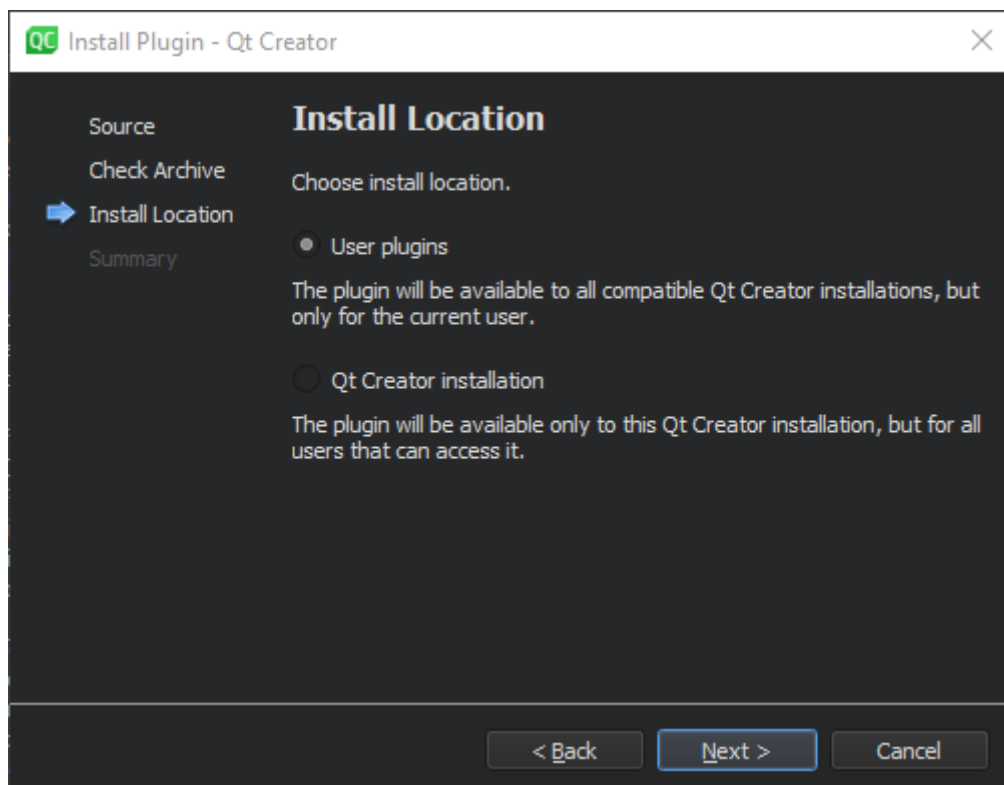 QC Install Plugin - Qt Creator
Source
Check Archive
Install Location
Summary
Install Location
Choose install location.
User plugins
The plugin will be available to all compatible Qt Creator installations, but
only for the current user.
Qt Creator installation
The plugin will be available only to this Qt Creator installation, but for all
users that can access it.
< Back
Next >
Cancel